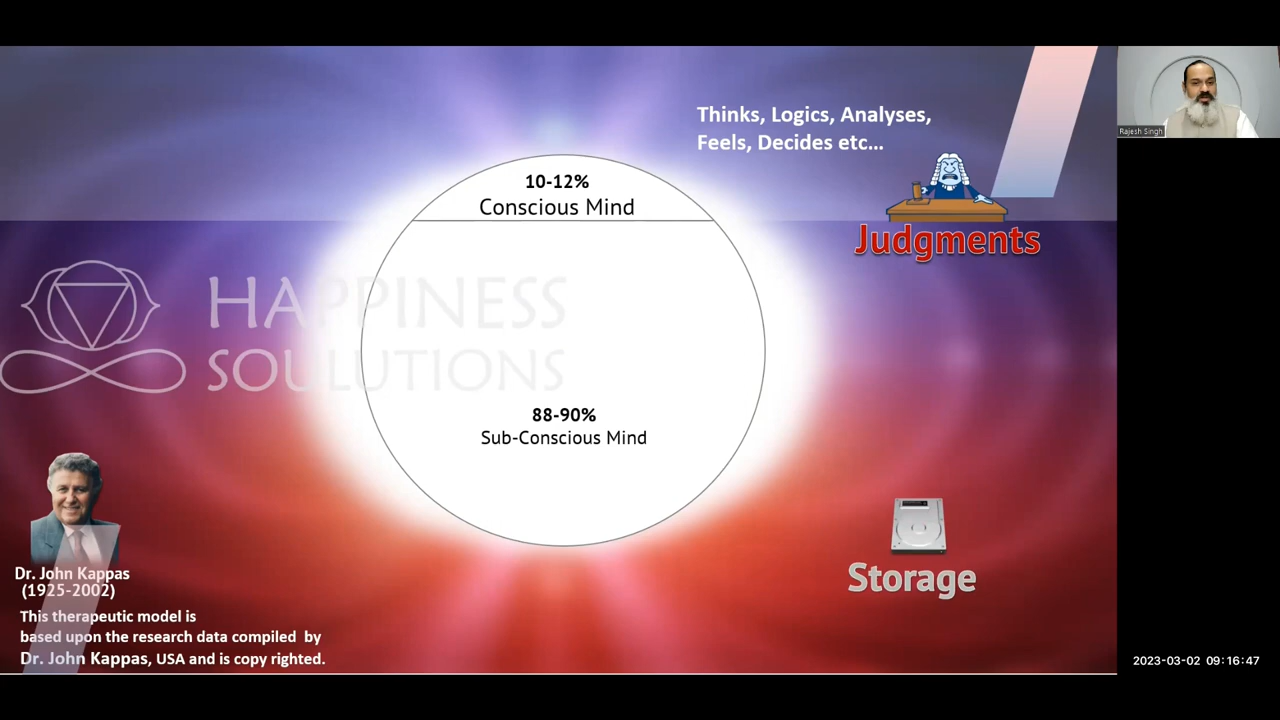 Thinks, Logics, Analyses,
Feels, Decides etc...
Rajesh Singh
10-12%
Conscious Mind
Judgments
HAPPINESS
SOULUTIONS
88-90%
Sub-Conscious Mind
Storage
Dr. John Kappas
(1925-2002)
This therapeutic model is
based upon the research data compiled by
Dr. John Kappas, USA and is copy righted.
2023-03-02 09:16:47